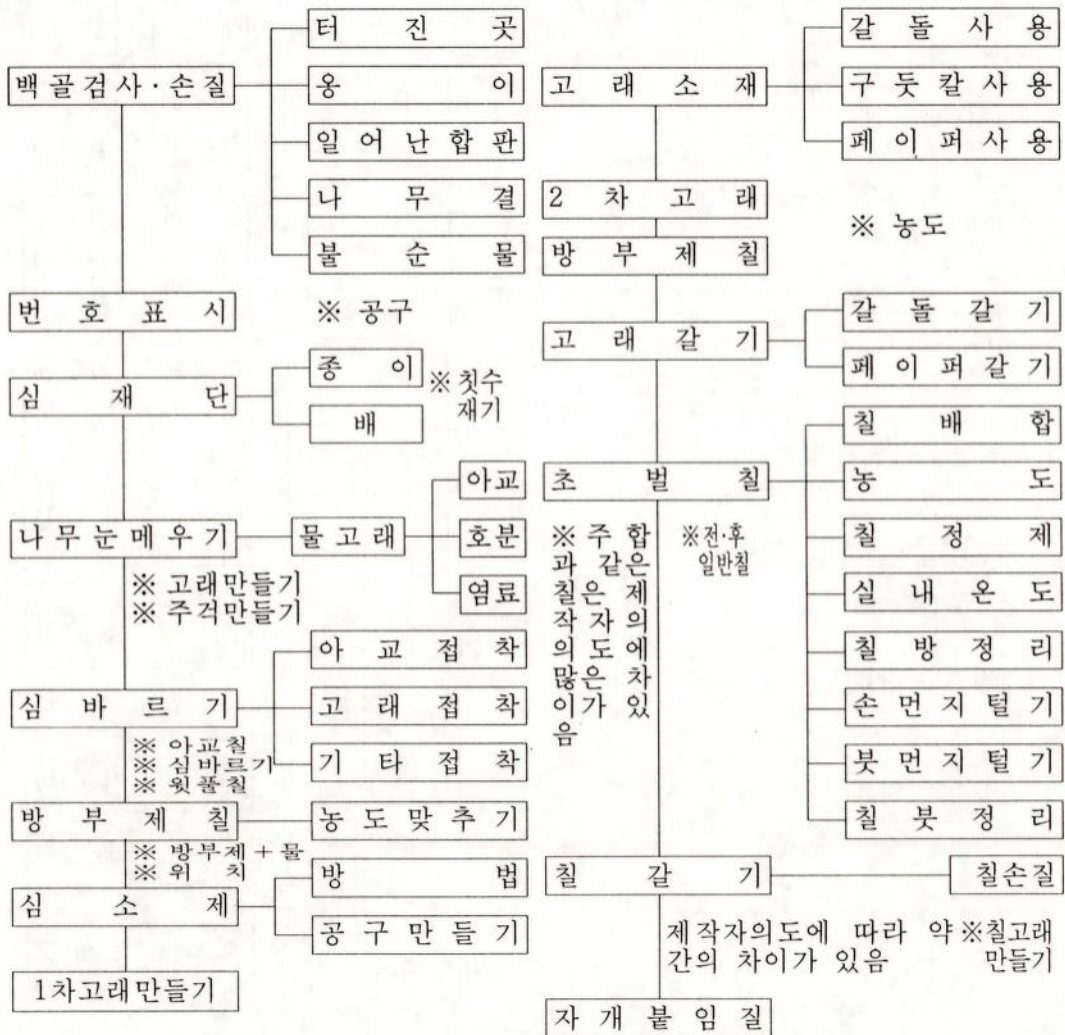 백골검사·손질
터 진 곳
옹 이
일어난합판
나 무 결
불 순 물
번 호 표 시
※ 공구
심 재 단
종 이
배
※ 칫수
재기
나무눈메우기
물고래
아교
호분
염료
※ 고래만들기
※ 주걱만들기
심바르기
아교접착
고래접착
기타접착
※ 아교칠
※ 심바르기
※ 윗풀칠
방부제칠
농도맞추기
※ 방부제+물
※ 위 치
심 소 제
방 법
공구만들기
1차고래만들기
고래소재
갈돌사용
구둣칼사용
페이퍼사용
2차고래
방부제칠
※ 농도
고래갈기
갈돌갈기
페이퍼갈기
초 벌 칠
칠 배 합
농 도
칠 정 제
실내온도
칠방정리
손먼지털기
붓먼지털기
칠붓정리
※ 주 합
과 같은
칠은 제
작자의
의도에
많은 차
이가 있
음
※전·후
일반칠
칠 갈 기
칠손질
제작자의도에 따라 약
간의 차이가 있음
※칠고래
만들기
자개붙임질